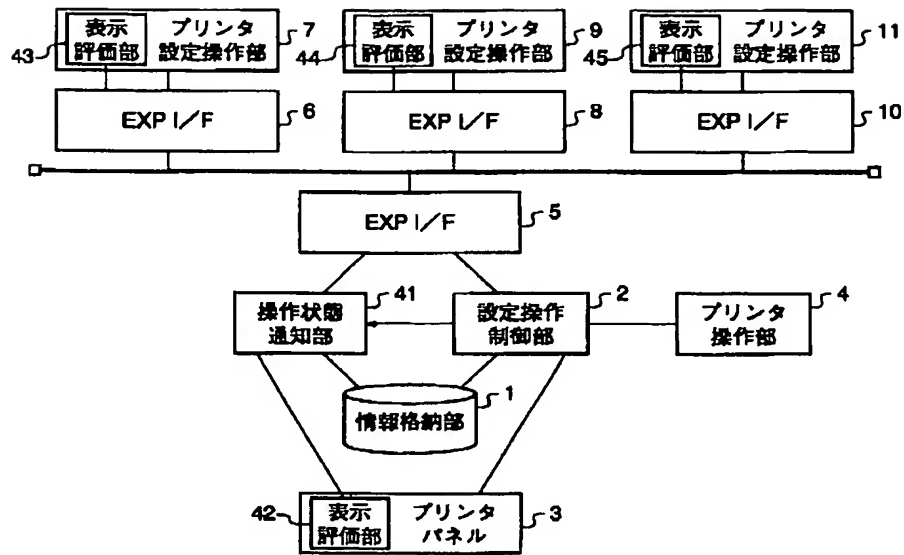 表示
評価部
プリンタ
設定操作部
43
7
表示
評価部
プリンタ
設定操作部
44
9
表示
評価部
プリンタ
設定操作部
45
11
EXP I／F
6
EXP I／F
8
EXP I／F
10
EXP I／F
5
操作状態
通知部
41
設定操作
制御部
2
プリンタ
操作部
4
情報格納部
1
表示
評価部
プリンタ
パネル
42
3